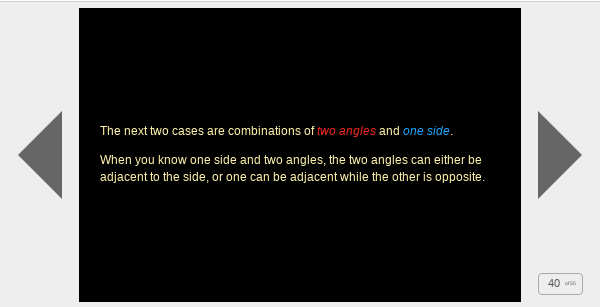 The next two cases are combinations of two angles and one side.
When you know one side and two angles, the two angles can either be
adjacent to the side, or one can be adjacent while the other is opposite.
40